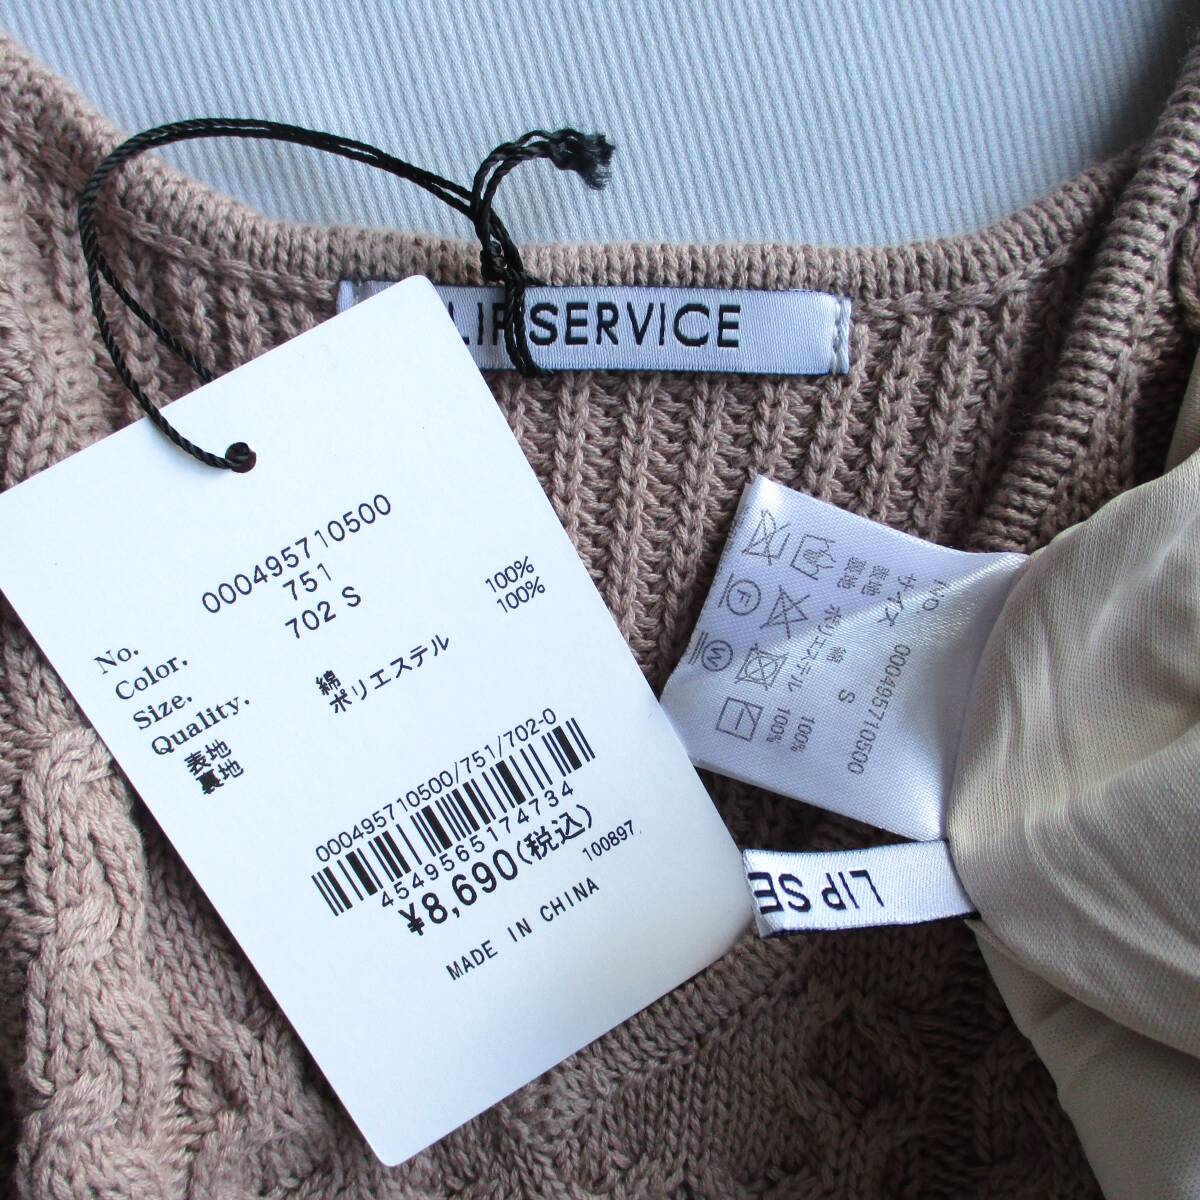 LIP SERVICE
No. 000495710500
Color. 751
Size. 702 S
Quality.
表地 綿 100%
裏地 ポリエステル 100%
000495710500/751/702-0
4549565174734
¥8,690(税込)
100897
MADE IN CHINA
NO 000495710500
サイズ S
表地 綿 100%
裏地 ポリエステル 100%
F
W
LIP SE